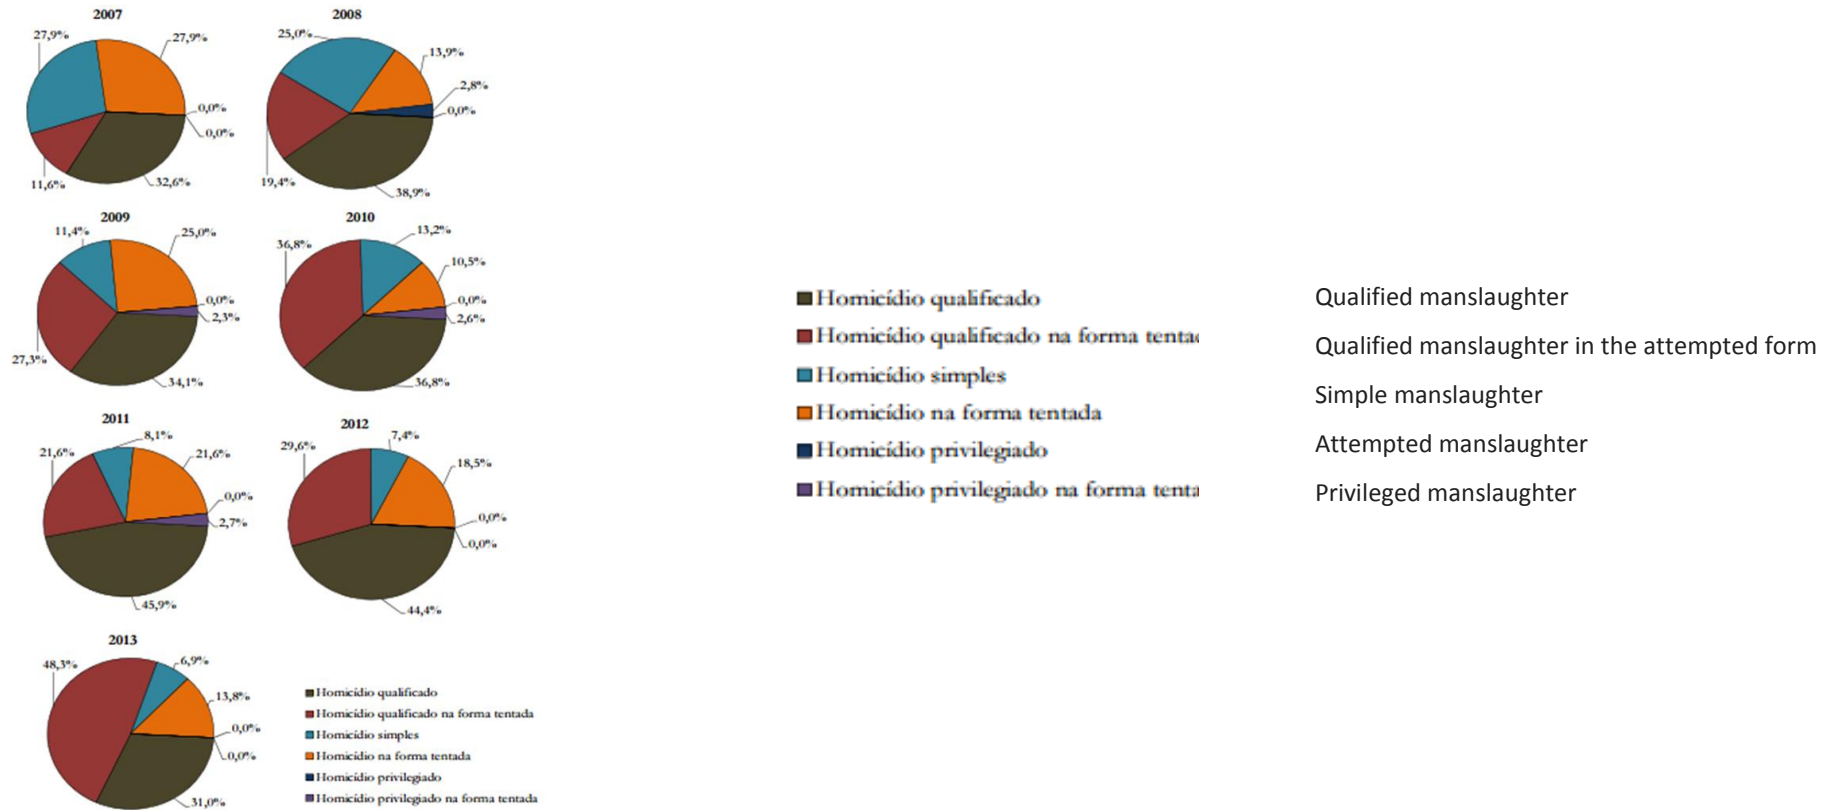 2007
27,9%
27,9%
0,0%
0,0%
11,6%
32,6%
2008
25,0%
13,9%
2,8%
0,0%
19,4%
38,9%
2009
11,4%
25,0%
0,0%
2,3%
27,3%
34,1%
2010
36,8%
13,2%
10,5%
0,0%
2,6%
36,8%
2011
21,6%
8,1%
21,6%
0,0%
2,7%
45,9%
2012
29,6%
7,4%
18,5%
0,0%
0,0%
44,4%
2013
48,3%
6,9%
13,8%
0,0%
0,0%
31,0%
Homicídio qualificado
Homicídio qualificado na forma tentada
Homicídio simples
Homicídio na forma tentada
Homicídio privilegiado
Homicídio privilegiado na forma tentada
Homicídio qualificado
Homicídio qualificado na forma tenta
Homicídio simples
Homicídio na forma tentada
Homicídio privilegiado
Homicídio privilegiado na forma tenta
Qualified manslaughter
Qualified manslaughter in the attempted form
Simple manslaughter
Attempted manslaughter
Privileged manslaughter